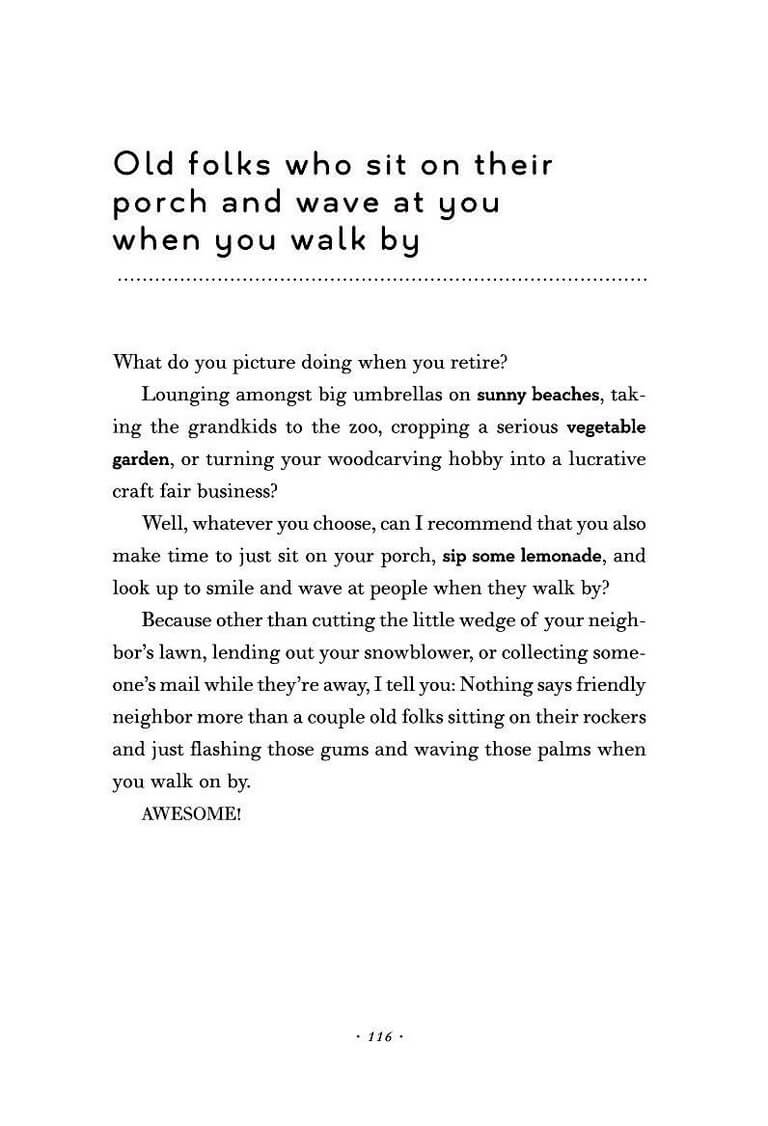 Old folks who sit on their
porch and wave at you
when you walk by
What do you picture doing when you retire?
Lounging amongst big umbrellas on sunny beaches, tak-
ing the grandkids to the zoo, cropping a serious vegetable
garden, or turning your woodcarving hobby into a lucrative
craft fair business?
Well, whatever you choose, can I recommend that you also
make time to just sit on your porch, sip some lemonade, and
look up to smile and wave at people when they walk by?
Because other than cutting the little wedge of your neigh-
bor's lawn, lending out your snowblower, or collecting some-
one's mail while they're away, I tell you: Nothing says friendly
neighbor more than a couple old folks sitting on their rockers
and just flashing those gums and waving those palms when
you walk on by.
AWESOME!
· 116 ·